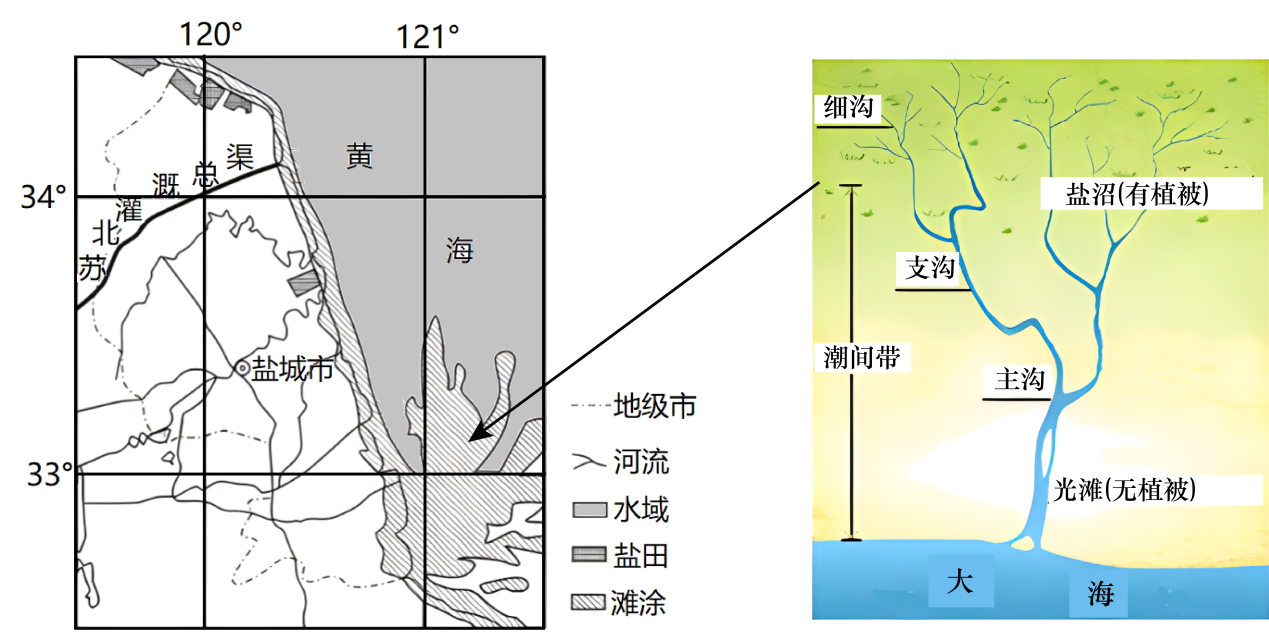 120°
121°
34°
33°
黄
海
苏北灌溉总渠
盐城市
地级市
河流
水域
盐田
滩涂
细沟
盐沼(有植被)
支沟
潮间带
主沟
光滩(无植被)
大海